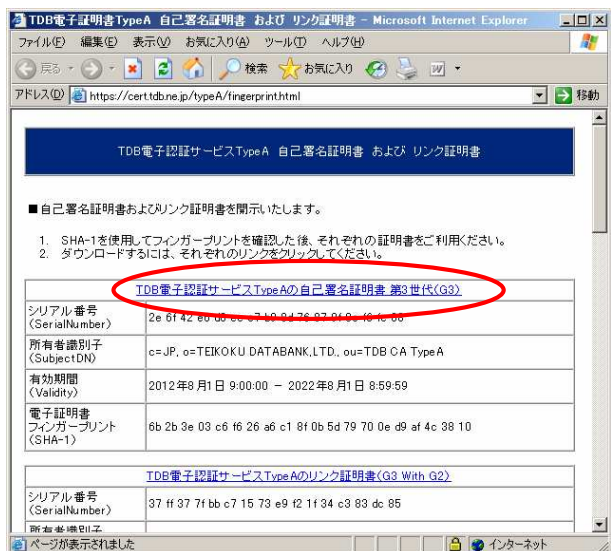 TDB電子証明書TypeA 自己署名証明書 および リンク証明書 - Microsoft Internet Explorer
ファイル(F) 編集(E) 表示(V) お気に入り(A) ツール(T) ヘルプ(H)
戻る 検索 お気に入り
アドレス(D) https://cert.tdb.ne.jp/typeA/fingerprint.html 移動
TDB電子認証サービスTypeA 自己署名証明書 および リンク証明書
■自己署名証明書およびリンク証明書を開示いたします。
1. SHA-1を使用してフィンガープリントを確認した後、それぞれの証明書をご利用ください。
2. ダウンロードするには、それぞれのリンクをクリックしてください。
TDB電子認証サービスTypeAの自己署名証明書 第3世代(G3)
シリアル番号
(SerialNumber)
所有者識別子
(SubjectDN)
c=JP, o=TEIKOKU DATABANK,LTD., ou=TDB CA TypeA
有効期間
(Validity)
2012年8月1日 9:00:00 － 2022年8月1日 8:59:59
電子証明書
フィンガープリント
(SHA-1)
6b 2b 3e 03 c6 f6 26 a6 c1 8f 0b 5d 79 70 0e d9 af 4c 38 10
TDB電子認証サービスTypeAのリンク証明書(G3 With G2)
シリアル番号
(SerialNumber)
37 ff 37 7f bb c7 15 73 e9 f2 1f 34 c3 83 dc 85
所有者識別子
ページが表示されました インターネット